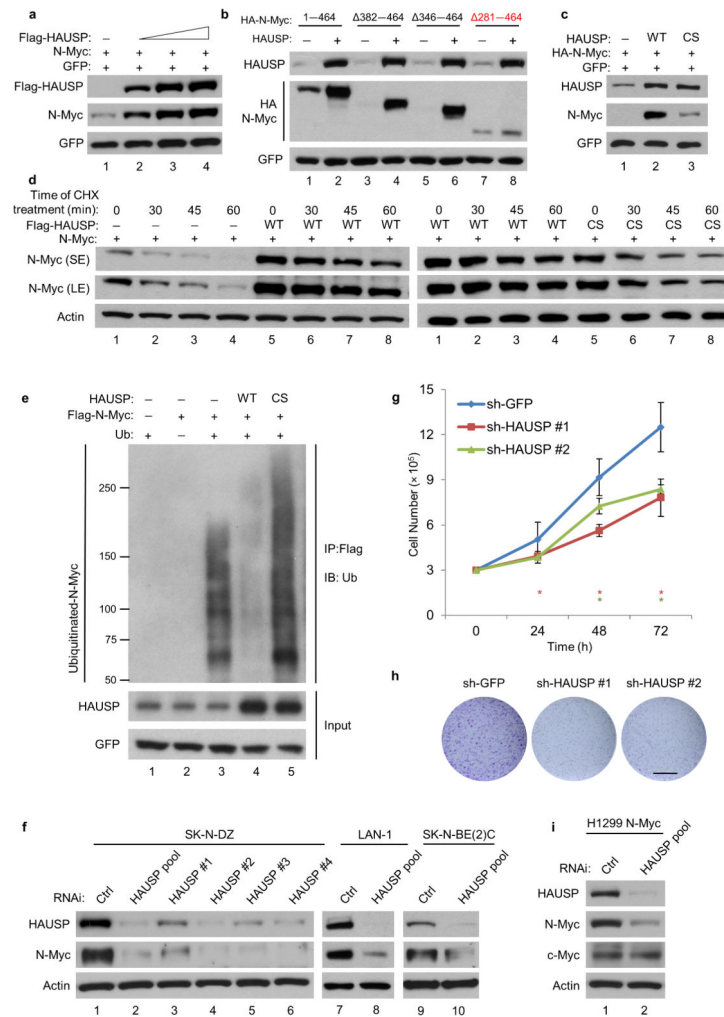 a
Flag-HAUSP: –
N-Myc: – + + +
GFP: + + + +
Flag-HAUSP
N-Myc
GFP
1 2 3 4
b
HA-N-Myc: 1–464 Δ382–464 Δ346–464 Δ281–464
HAUSP: – + – + – + – +
HAUSP
HA
N-Myc
GFP
1 2 3 4 5 6 7 8
c
HAUSP: – WT CS
HA-N-Myc: – + +
GFP: + + +
HAUSP
N-Myc
GFP
1 2 3
d
Time of CHX
treatment (min): 0 30 45 60 0 30 45 60 0 30 45 60 0 30 45 60
Flag-HAUSP: – – – – WT WT WT WT WT WT WT WT CS CS CS CS
N-Myc: + + + + + + + + + + + + + + + +
N-Myc (SE)
N-Myc (LE)
Actin
1 2 3 4 5 6 7 8 1 2 3 4 5 6 7 8
e
HAUSP: – – – WT CS
Flag-N-Myc: – + + + +
Ub: + – + + +
Ubiquitinated-N-Myc
250
150
100
75
50
IP:Flag
IB: Ub
HAUSP
GFP
Input
1 2 3 4 5
g
sh-GFP
sh-HAUSP #1
sh-HAUSP #2
Cell Number (× 10⁵)
15
12
9
6
3
0
* * *
* *
0 24 48 72
Time (h)
h
sh-GFP sh-HAUSP #1 sh-HAUSP #2
f
SK-N-DZ LAN-1 SK-N-BE(2)C
RNAi: Ctrl HAUSP pool HAUSP #1 HAUSP #2 HAUSP #3 HAUSP #4 Ctrl HAUSP pool Ctrl HAUSP pool
HAUSP
N-Myc
Actin
1 2 3 4 5 6 7 8 9 10
i
H1299 N-Myc
RNAi: Ctrl HAUSP pool
HAUSP
N-Myc
c-Myc
Actin
1 2